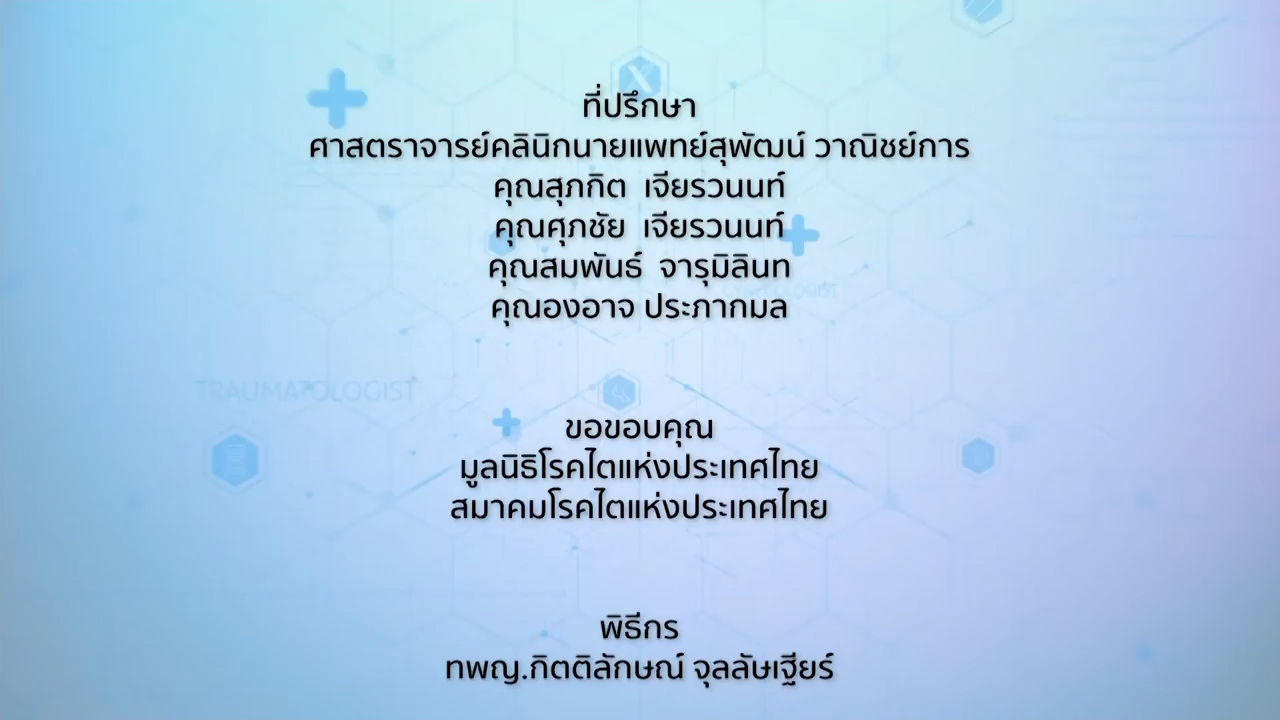 ที่ปรึกษา
ศาสตราจารย์คลินิกนายแพทย์สุพัฒน์ วาณิชย์การ
คุณสุภกิต  เจียรวนนท์
คุณศุภชัย  เจียรวนนท์
คุณสมพันธ์  จารุมิลินท
คุณองอาจ ประภากมล
TRAUMATOLOGIST
ขอขอบคุณ
มูลนิธิโรคไตแห่งประเทศไทย
สมาคมโรคไตแห่งประเทศไทย
พิธีกร
ทพญ.กิตติลักษณ์ จุลลัษเฐียร์